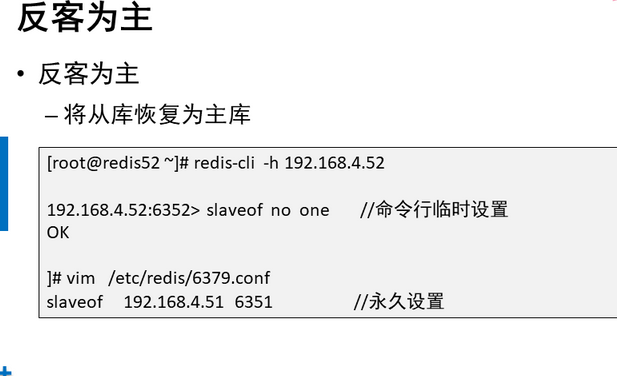 反客为主
• 反客为主
– 将从库恢复为主库
[root@redis52 ~]# redis-cli -h 192.168.4.52
192.168.4.52:6352> slaveof no one //命令行临时设置
OK
]# vim /etc/redis/6379.conf
slaveof 192.168.4.51 6351 //永久设置